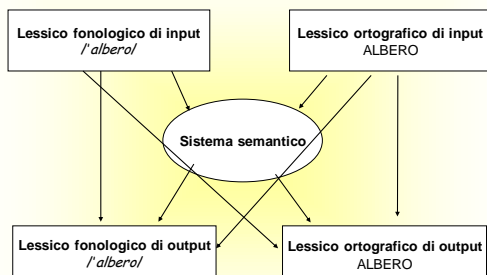 Lessico fonologico di input
/'albero/
Lessico ortografico di input
ALBERO
Sistema semantico
Lessico fonologico di output
/'albero/
Lessico ortografico di output
ALBERO